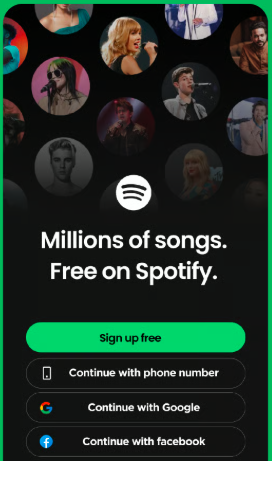 Millions of songs.
Free on Spotify.
Sign up free
Continue with phone number
Continue with Google
Continue with facebook